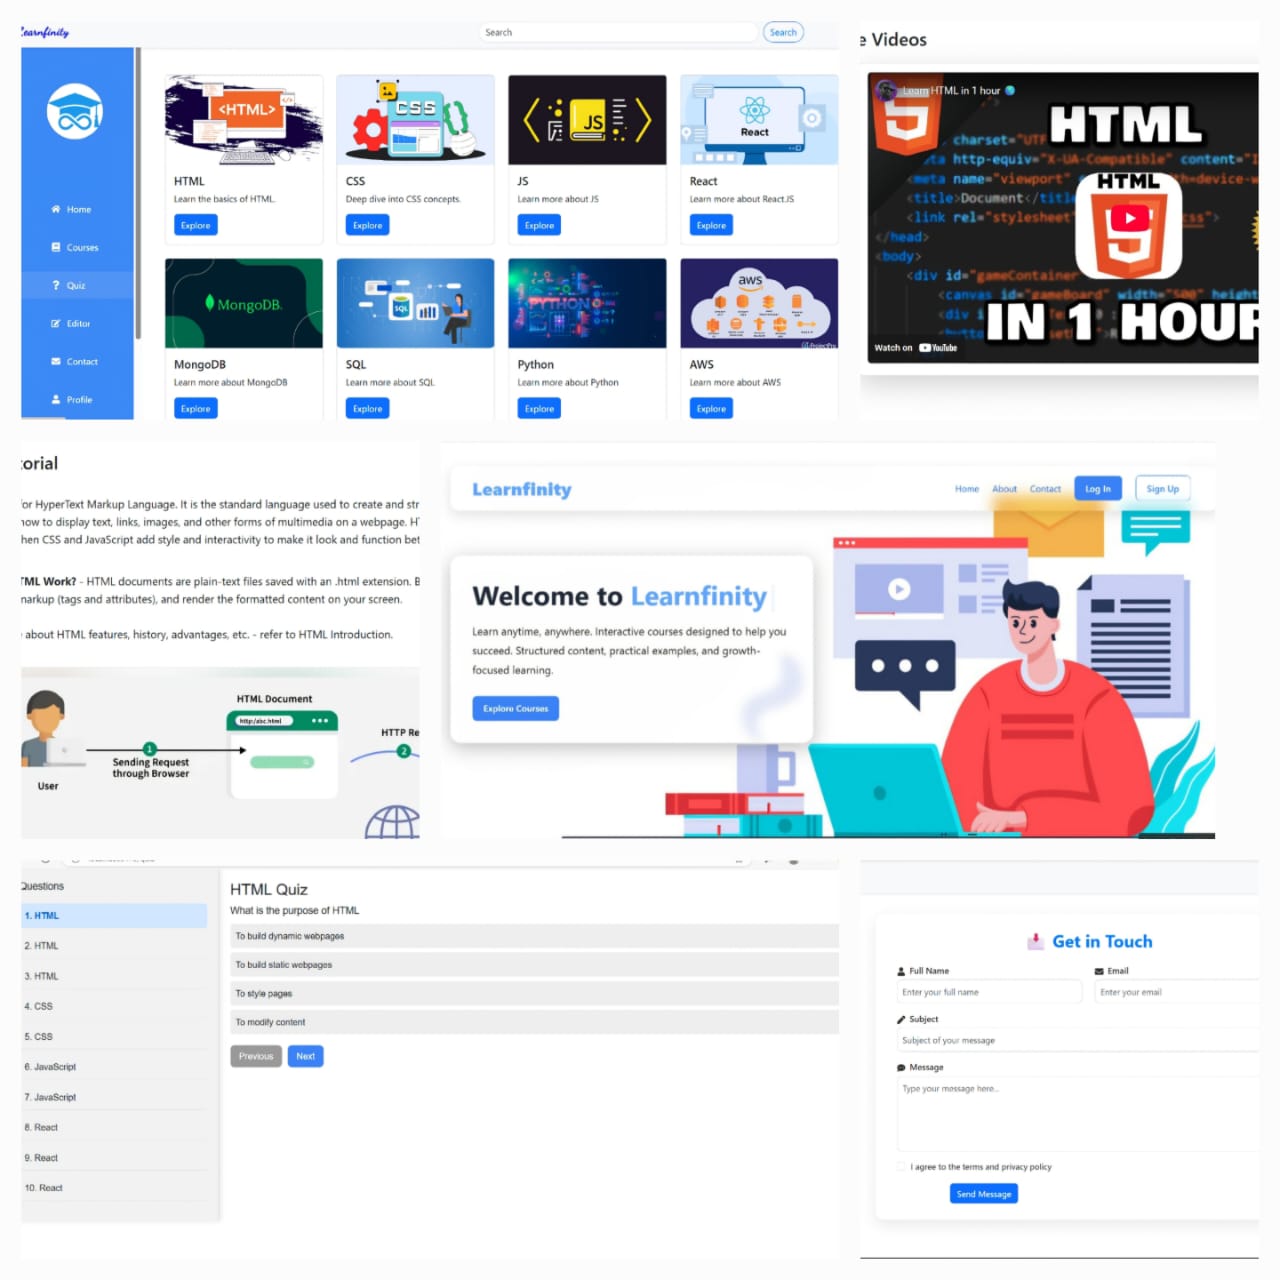 Learnfinity
Search
Search
Home
Courses
Quiz
Editor
Contact
Profile
<HTML>
HTML
Learn the basics of HTML.
Explore
CSS
CSS
Deep dive into CSS concepts.
Explore
JS
JS
Learn more about JS
Explore
React
React
Learn more about React.JS
Explore
MongoDB.
MongoDB
Learn more about MongoDB
Explore
SQL
SQL
Learn more about SQL
Explore
PYTHON
Python
Learn more about Python
Explore
aws
ProjectPro
AWS
Learn more about AWS
Explore
e Videos
Learn HTML in 1 hour
HTML
charset="UTF
http-equiv="X-UA-Compatible" content="I
meta name="viewport"
th=device-w
<title>Document</title
<link rel="stylesheet"
css">
</head>
<body>
<div id="gameContainer
<canvas id="gameBoard" width="500" height
<div i
HTML
5
5
IN 1 HOUR
Watch on YouTube
torial
for HyperText Markup Language. It is the standard language used to create and str
how to display text, links, images, and other forms of multimedia on a webpage. HT
hen CSS and JavaScript add style and interactivity to make it look and function bet
TML Work? - HTML documents are plain-text files saved with an .html extension. B
markup (tags and attributes), and render the formatted content on your screen.
e about HTML features, history, advantages, etc. - refer to HTML Introduction.
HTML Document
http:/abc.html
HTTP Re
1
2
Sending Request
through Browser
User
Learnfinity
Home
About
Contact
Log In
Sign Up
Welcome to Learnfinity
Learn anytime, anywhere. Interactive courses designed to help you
succeed. Structured content, practical examples, and growth-
focused learning.
Explore Courses
Questions
1. HTML
2. HTML
3. HTML
4. CSS
5. CSS
6. JavaScript
7. JavaScript
8. React
9. React
10. React
HTML Quiz
What is the purpose of HTML
To build dynamic webpages
To build static webpages
To style pages
To modify content
Previous
Next
Get in Touch
Full Name
Email
Enter your full name
Enter your email
Subject
Subject of your message
Message
Type your message here...
I agree to the terms and privacy policy
Send Message